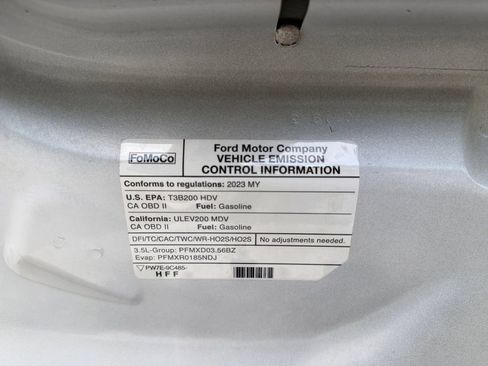 FoMoCo
Ford Motor Company
VEHICLE EMISSION
CONTROL INFORMATION
Conforms to regulations: 2023 MY
U.S. EPA: T3B200 HDV
CA OBD II Fuel: Gasoline
California: ULEV200 MDV
CA OBD II Fuel: Gasoline
DFI/TC/CAC/TWC/WR-HO2S/HO2S No adjustments needed.
3.5L-Group: PFMXD03.56BZ
Evap: PFMXR0185NDJ
PW7E-9C485-
HFF